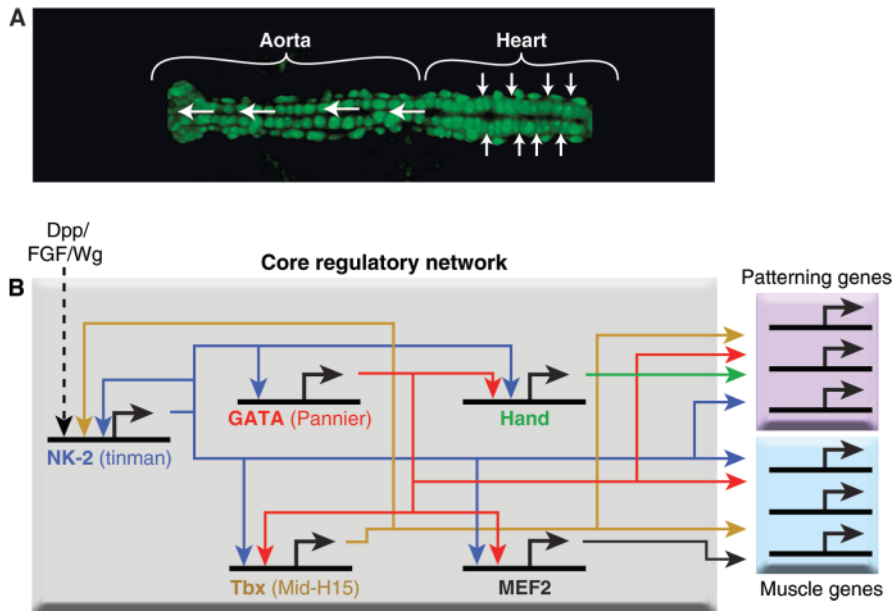 A
Aorta
Heart
Dpp/
FGF/Wg
B
Core regulatory network
Patterning genes
GATA (Pannier)
Hand
NK-2 (tinman)
Tbx (Mid-H15)
MEF2
Muscle genes